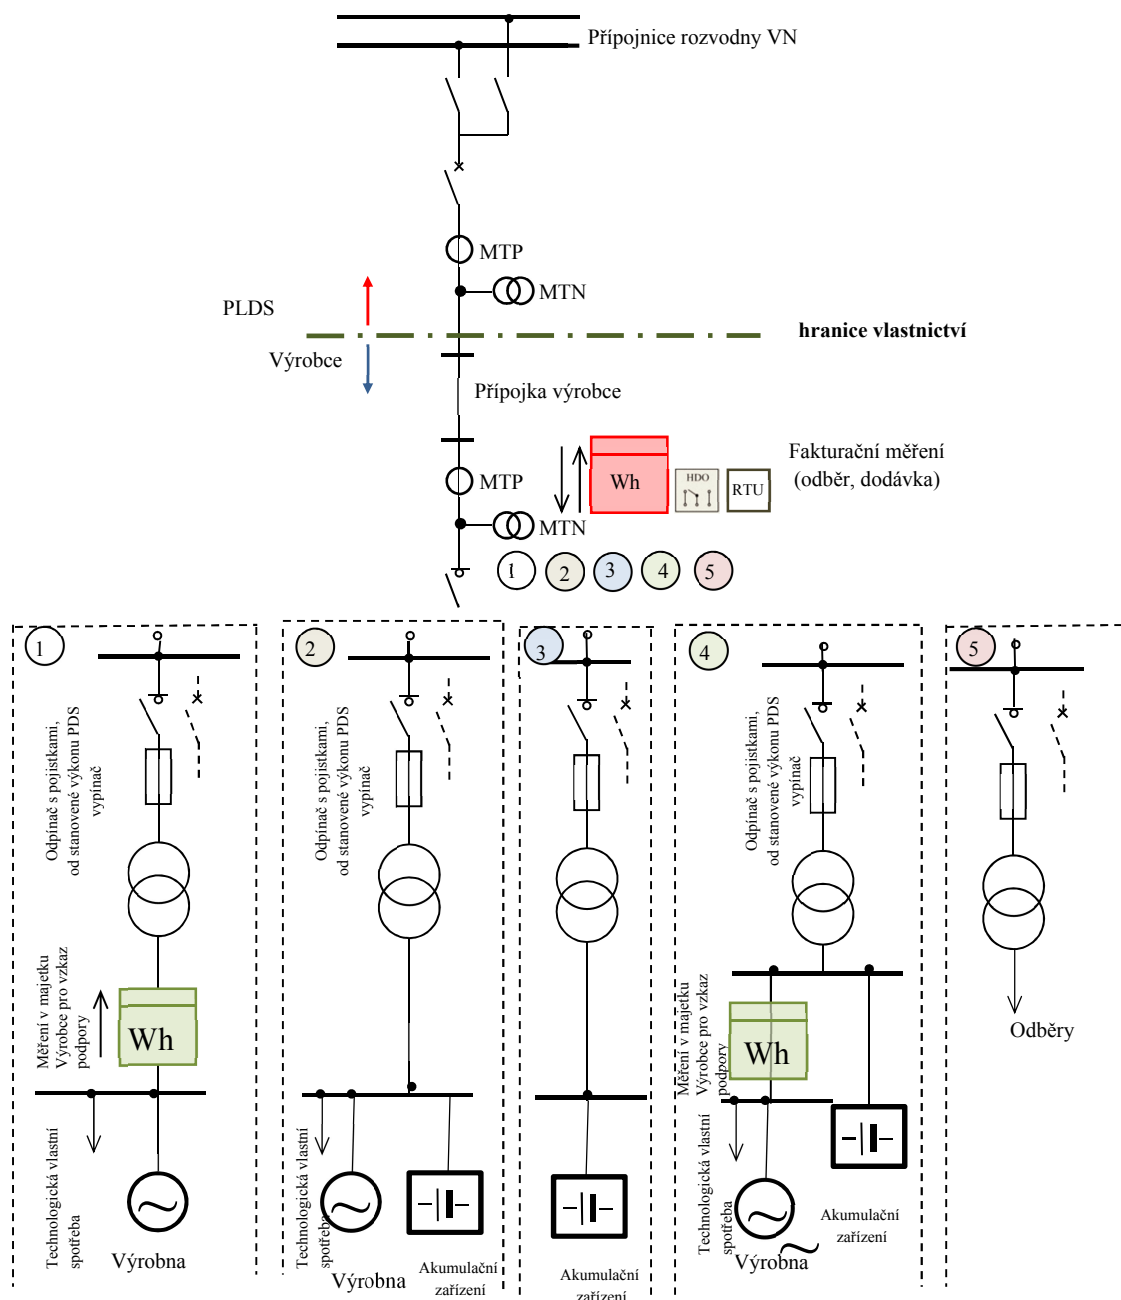 Přípojnice rozvodny VN
MTP
MTN
PLDS
hranice vlastnictví
Výrobce
Přípojka výrobce
MTP
MTN
Wh
HDO
RTU
Fakturační měření
(odběr, dodávka)
1
2
3
4
5
1
Odpínač s pojistkami,
od stanovené výkonu PDS
vypínač
Měření v majetku
Výrobce pro vzkaz
podpory
Wh
Technologická vlastní
spotřeba
Výrobna
2
Odpínač s pojistkami,
od stanovené výkonu PDS
vypínač
Technologická vlastní
spotřeba
Výrobna
Akumulační
zařízení
3
Akumulační
zařízení
4
Odpínač s pojistkami,
od stanovené výkonu PDS
vypínač
Měření v majetku
Výrobce pro vzkaz
podpory
Wh
Technologická vlastní
spotřeba
Výrobna
Akumulační
zařízení
5
Odběry